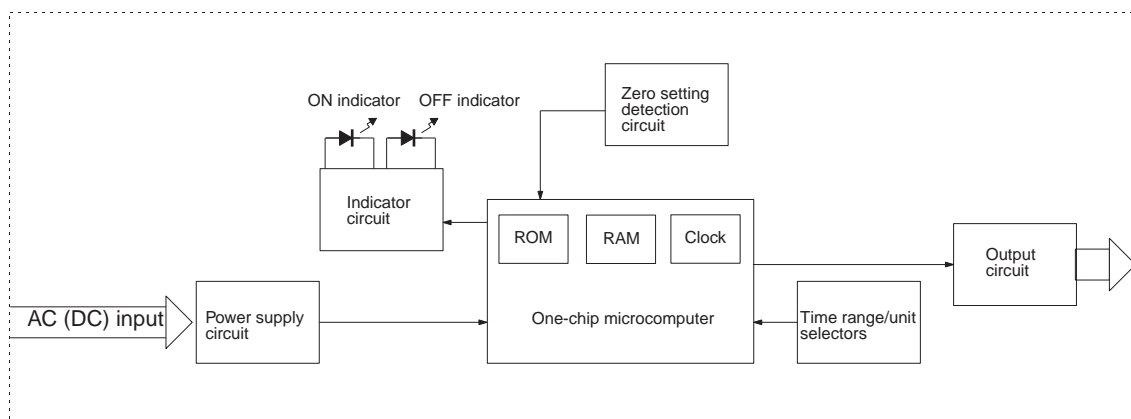 ON indicator
OFF indicator
Zero setting
detection
circuit
Indicator
circuit
ROM
RAM
Clock
Output
circuit
AC (DC) input
Power supply
circuit
One-chip microcomputer
Time range/unit
selectors